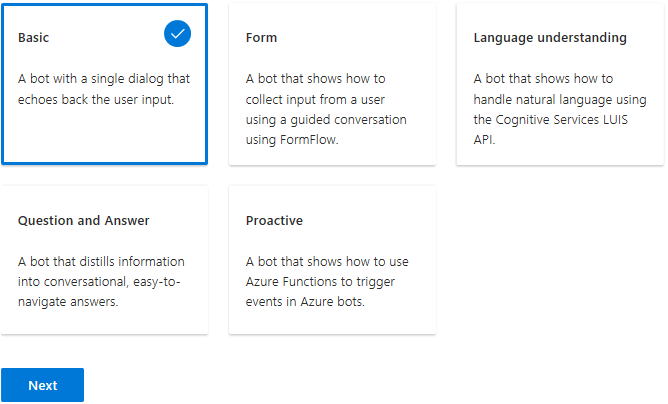 Basic
A bot with a single dialog that
echoes back the user input.
Form
A bot that shows how to
collect input from a user
using a guided conversation
using FormFlow.
Language understanding
A bot that shows how to
handle natural language using
the Cognitive Services LUIS
API.
Question and Answer
A bot that distills information
into conversational, easy-to-
navigate answers.
Proactive
A bot that shows how to use
Azure Functions to trigger
events in Azure bots.
Next